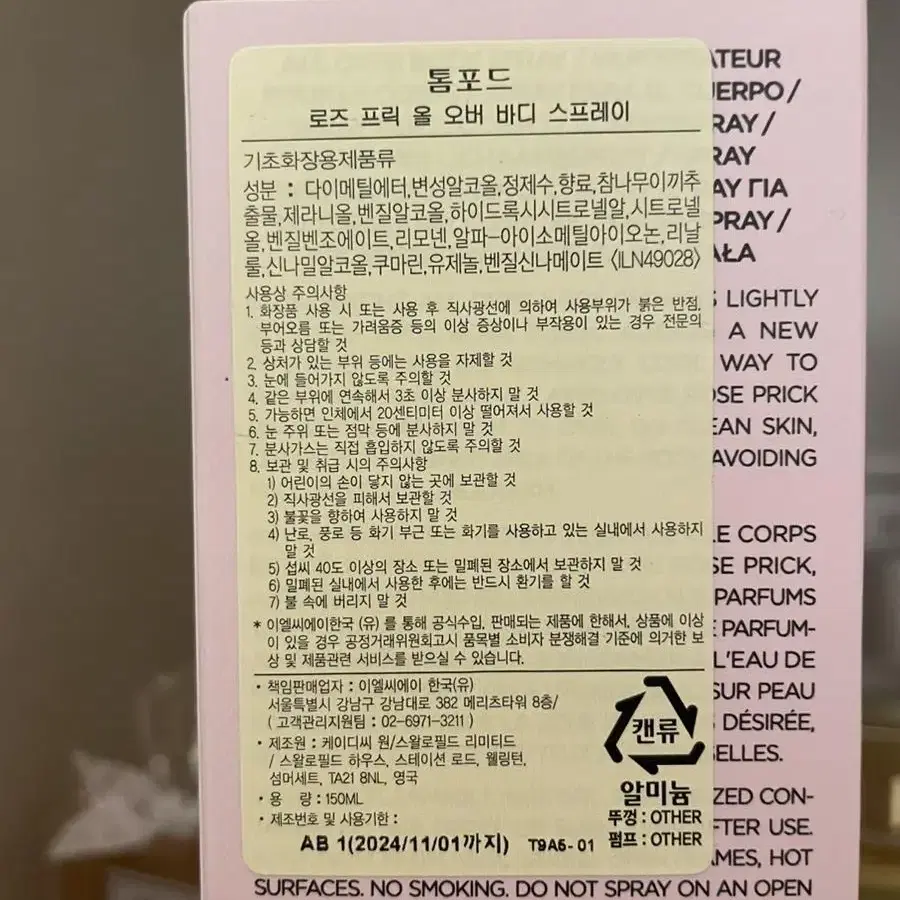 톰포드
로즈 프릭 올 오버 바디 스프레이
기초화장용제품류
성분 : 다이메틸에터,변성알코올,정제수,향료,참나무이끼추
출물,제라니올,벤질알코올,하이드록시시트로넬알,시트로넬
올,벤질벤조에이트,리모넨,알파-아이소메틸아이오논,리날
룰,신나밀알코올,쿠마린,유제놀,벤질신나메이트 <ILN49028>
사용상 주의사항
1. 화장품 사용 시 또는 사용 후 직사광선에 의하여 사용부위가 붉은 반점,
부어오름 또는 가려움증 등의 이상 증상이나 부작용이 있는 경우 전문의
등과 상담할 것
2. 상처가 있는 부위 등에는 사용을 자제할 것
3. 눈에 들어가지 않도록 주의할 것
4. 같은 부위에 연속해서 3초 이상 분사하지 말 것
5. 가능하면 인체에서 20센티미터 이상 떨어져서 사용할 것
6. 눈 주위 또는 점막 등에 분사하지 말 것
7. 분사가스는 직접 흡입하지 않도록 주의할 것
8. 보관 및 취급 시의 주의사항
1) 어린이의 손이 닿지 않는 곳에 보관할 것
2) 직사광선을 피해서 보관할 것
3) 불꽃을 향하여 사용하지 말 것
4) 난로, 풍로 등 화기 부근 또는 화기를 사용하고 있는 실내에서 사용하지
말 것
5) 섭씨 40도 이상의 장소 또는 밀폐된 장소에서 보관하지 말 것
6) 밀폐된 실내에서 사용한 후에는 반드시 환기를 할 것
7) 불 속에 버리지 말 것
* 이엘씨에이한국 (유) 를 통해 공식수입, 판매되는 제품에 한해서, 상품에 이상
이 있을 경우 공정거래위원회고시 품목별 소비자 분쟁해결 기준에 의거한 보
상 및 제품관련 서비스를 받으실 수 있습니다.
• 책임판매업자 : 이엘씨에이 한국(유)
서울특별시 강남구 강남대로 382 메리츠타워 8층/
( 고객관리지원팀 : 02-6971-3211 )
• 제조원 : 케이디씨 원/스왈로필드 리미티드
/ 스왈로필드 하우스, 스테이션 로드, 웰링턴,
섬머세트, TA21 8NL, 영국
• 용 량 : 150ML
• 제조번호 및 사용기한 :
AB 1(2024/11/01까지) T9A5-01
캔류
알미늄
뚜껑 : OTHER
펌프 : OTHER
ATEUR
UERPO /
RAY /
RAY
AY ΓΙΑ
PRAY /
AŁA
S LIGHTLY
A NEW
WAY TO
OSE PRICK
EAN SKIN,
AVOIDING
LE CORPS
SE PRICK,
PARFUMS
E PARFUM-
L'EAU DE
SUR PEAU
DÉSIRÉE,
SELLES.
ZED CON-
FTER USE.
AMES, HOT
SURFACES. NO SMOKING. DO NOT SPRAY ON AN OPEN